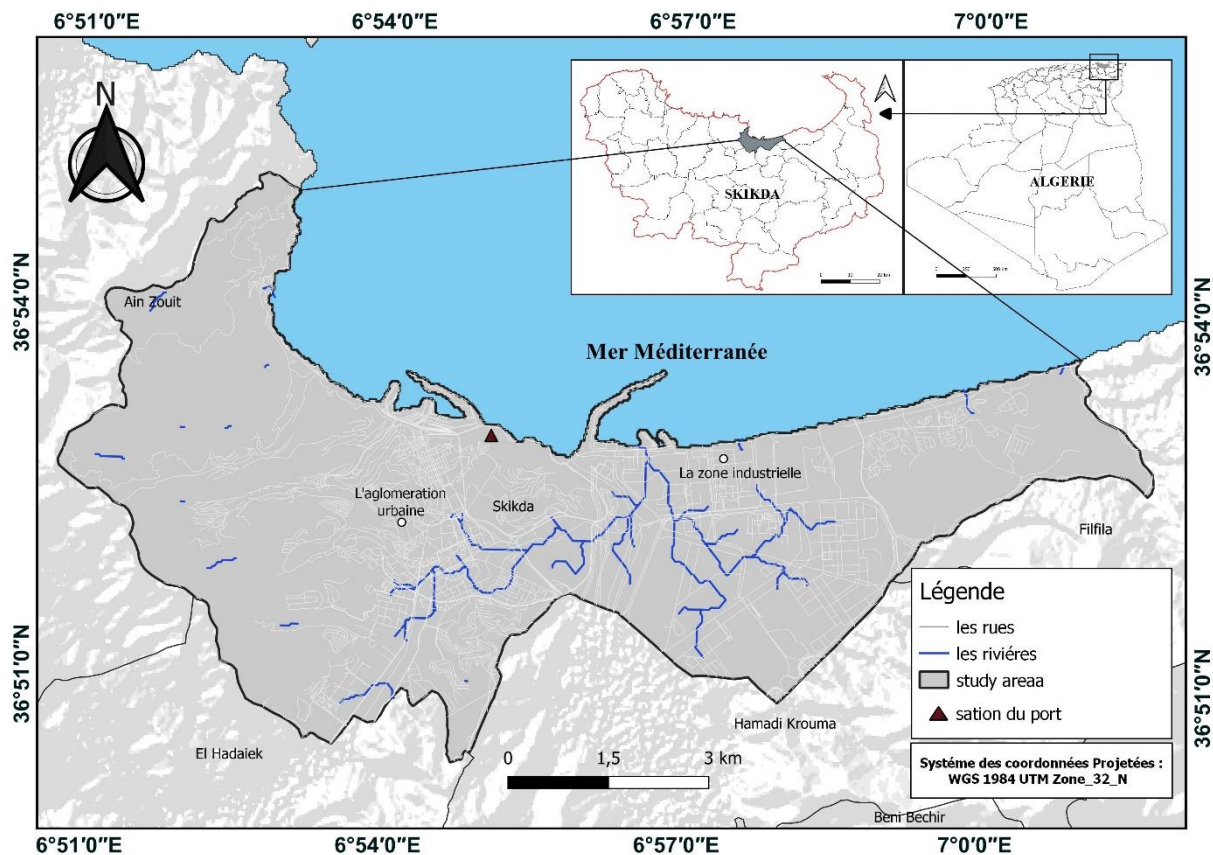 6°51′0″E 6°54′0″E 6°57′0″E 7°0′0″E
N
SKIKDA
ALGERIE
36°54′0″N
36°54′0″N
Ain Zouit
Mer Méditerranée
La zone industrielle
L'aglomeration
urbaine
Skikda
Filfila
Légende
les rues
les riviéres
study areaa
sation du port
36°51′0″N
36°51′0″N
Hamadi Krouma
El Hadaiek
0 1,5 3 km
Systéme des coordonnées Projetées :
WGS 1984 UTM Zone_32_N
Beni Bechir
6°51′0″E 6°54′0″E 6°57′0″E 7°0′0″E